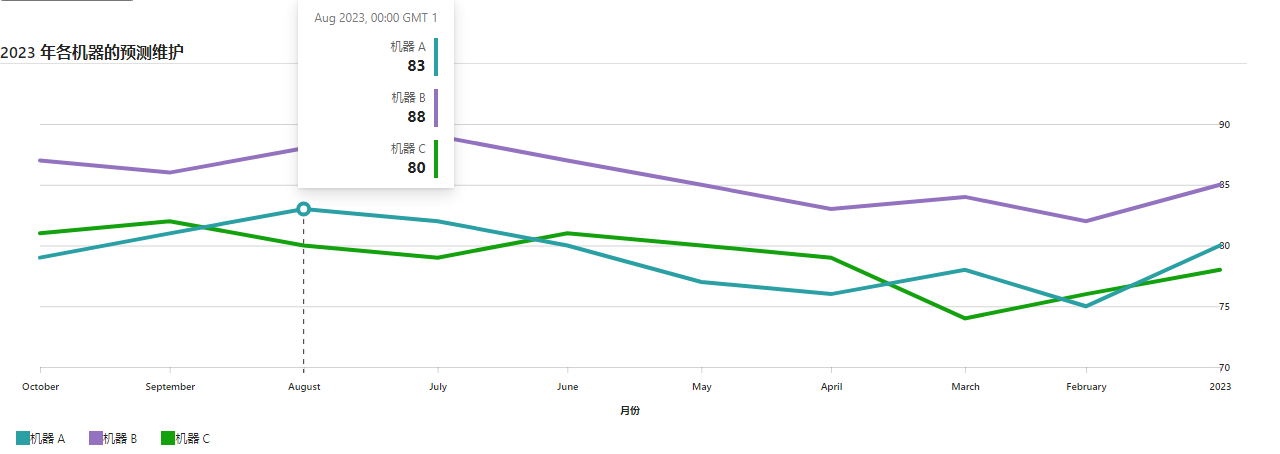 Aug 2023, 00:00 GMT 1
机器 A
83
机器 B
88
机器 C
80
2023 年各机器的预测维护
90
85
80
75
70
October September August July June May April March February 2023
月份
机器 A 机器 B 机器 C